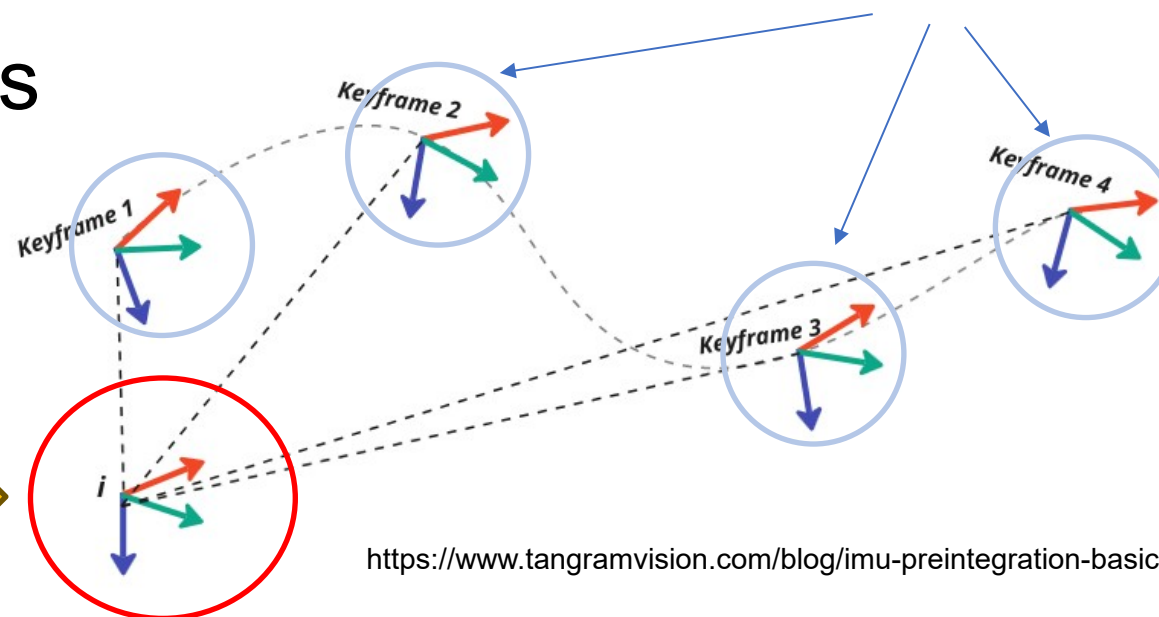 s
Keyframe 2
Keyframe 4
Keyframe 1
Keyframe 3
i
https://www.tangramvision.com/blog/imu-preintegration-basic